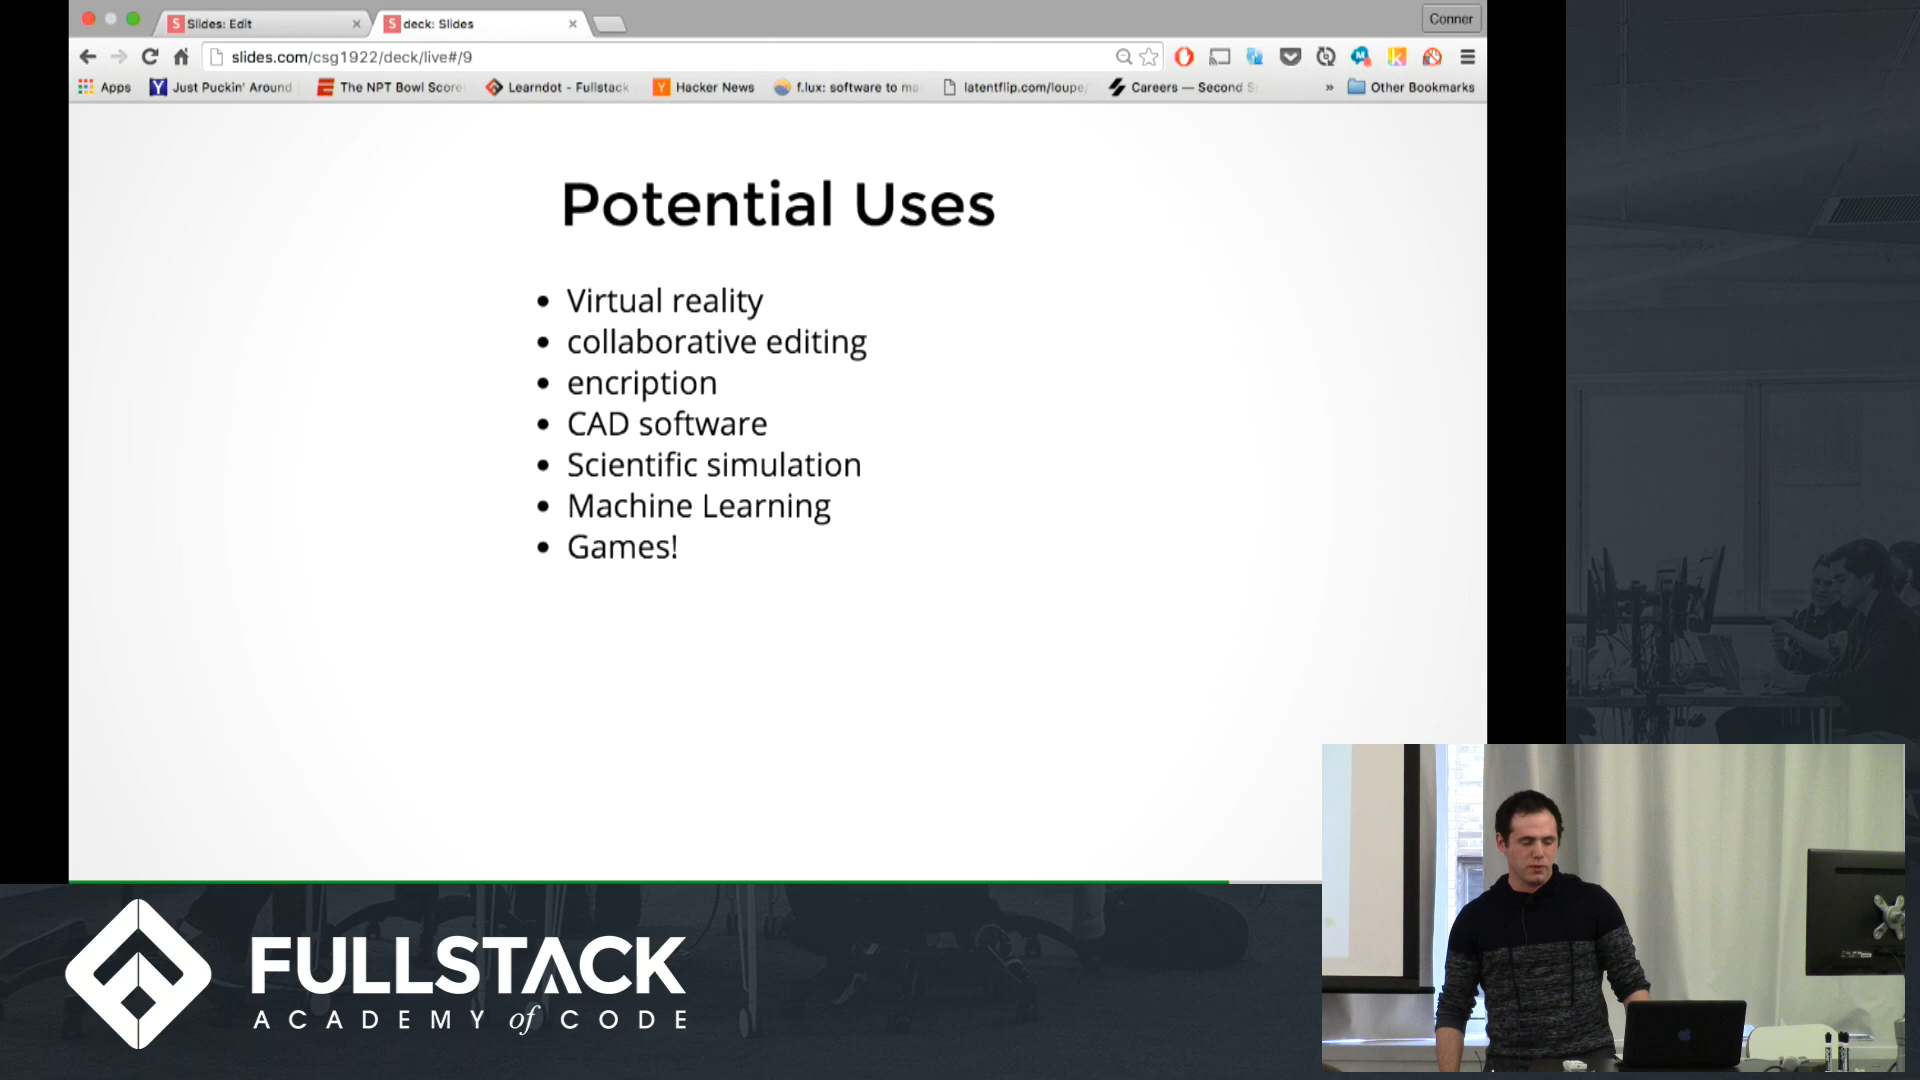 Slides: Edit
deck: Slides
Conner
slides.com/csg1922/deck/live#/9
Apps
Just Puckin' Around
The NPT Bowl Score
Learndot - Fullstack
Hacker News
f.lux: software to ma
latentflip.com/loupe/
Careers — Second S
» Other Bookmarks
Potential Uses
• Virtual reality
• collaborative editing
• encription
• CAD software
• Scientific simulation
• Machine Learning
• Games!
FULLSTACK
ACADEMY of CODE